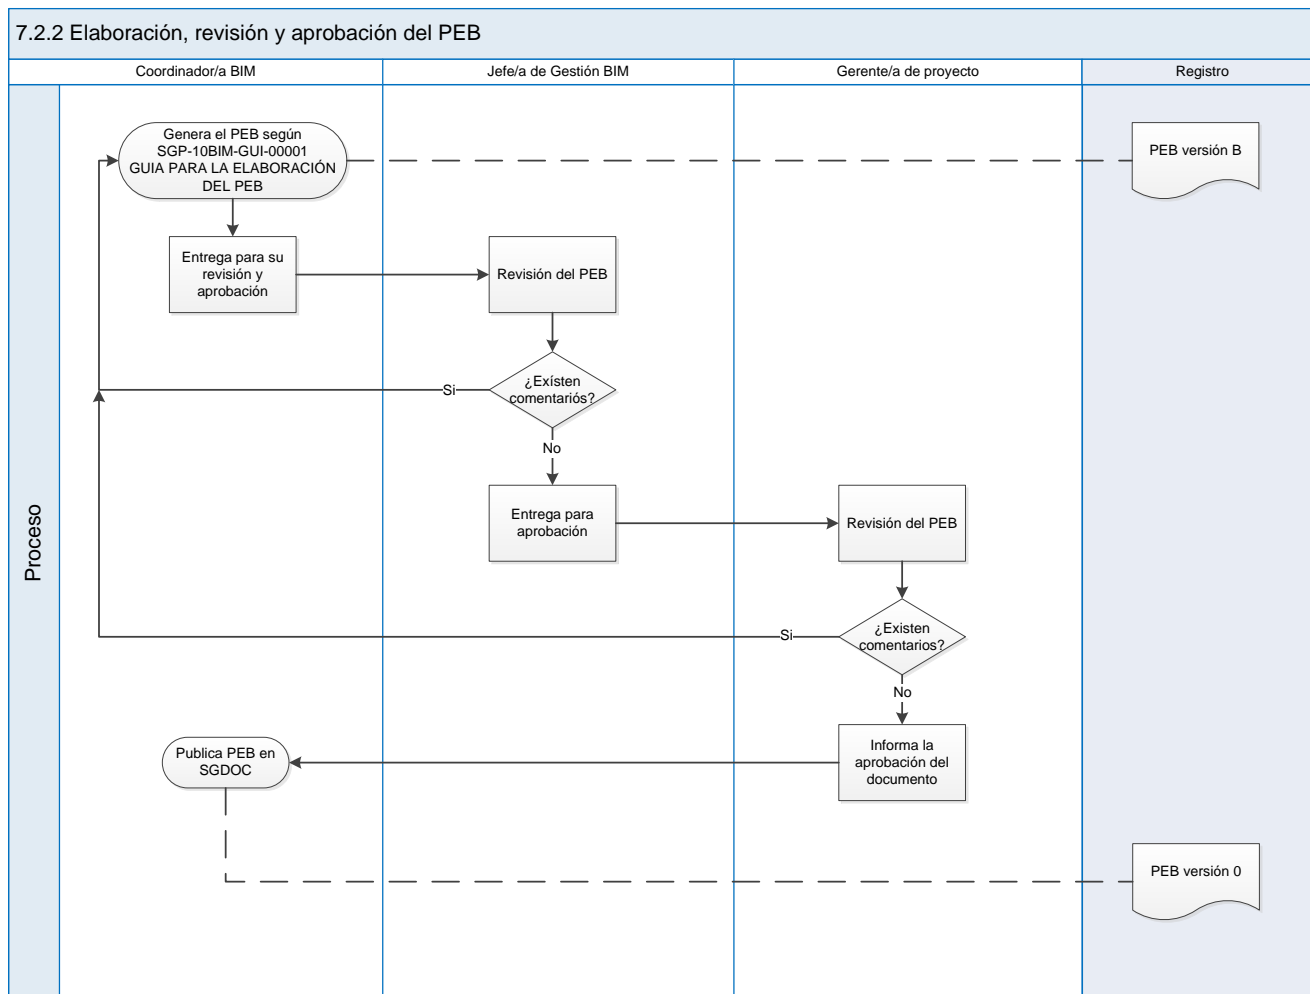 7.2.2 Elaboración, revisión y aprobación del PEB
Coordinador/a BIM
Jefe/a de Gestión BIM
Gerente/a de proyecto
Registro
Proceso
Genera el PEB según
SGP-10BIM-GUI-00001
GUIA PARA LA ELABORACIÓN
DEL PEB
PEB versión B
Entrega para su
revisión y
aprobación
Revisión del PEB
¿Exísten
comentariós?
Si
No
Entrega para
aprobación
Revisión del PEB
¿Existen
comentarios?
Si
No
Informa la
aprobación del
documento
Publica PEB en
SGDOC
PEB versión 0